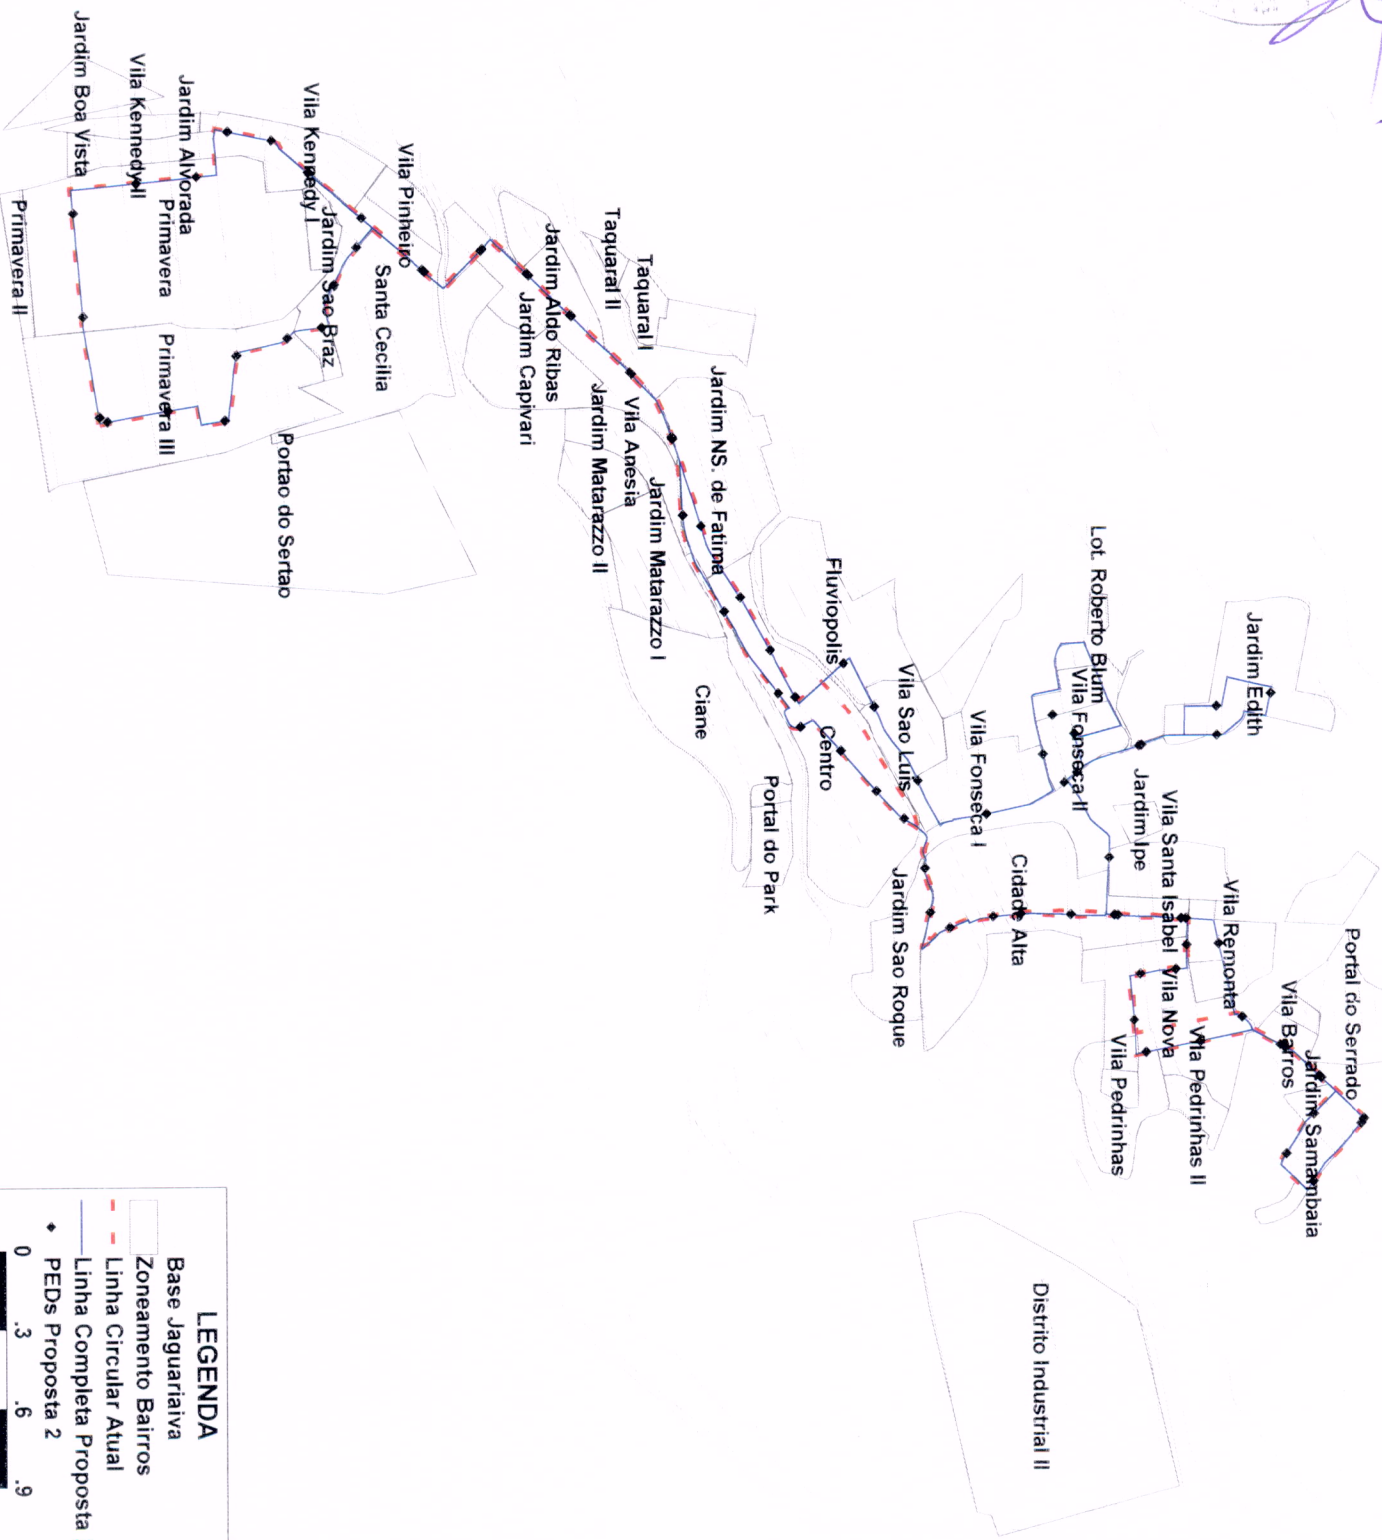 Portal do Serrado
Jardim Samambaia
Jardim Edith
Vila Barros
Vila Remonta
Vila Pedrinhas II
Vila Santa Isabel
Vila Nova
Jardim Ipe
Vila Pedrinhas
Lot. Roberto Blum
Vila Fonseca II
Distrito Industrial II
Cidade Alta
Vila Fonseca I
Vila Sao Luis
Jardim Sao Roque
Fluviopolis
Centro
Portal do Park
Jardim NS. de Fatima
Ciane
Taquaral I
Jardim Matarazzo I
Vila Anesia
Taquaral II
Jardim Matarazzo II
Jardim Aldo Ribas
Jardim Capivari
Vila Pinheiro
Santa Cecilia
Vila Kennedy I
Jardim Sao Braz
Portao do Sertao
Jardim Alvorada
Primavera
Primavera III
Vila Kennedy II
Jardim Boa Vista
Primavera II
LEGENDA
Base Jaguariaiva
Zoneamento Bairros
Linha Circular Atual
Linha Completa Proposta
PEDs Proposta 2
0 .3 .6 .9